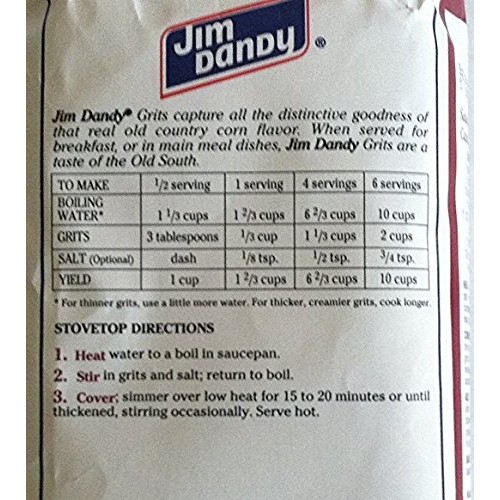 Jim
Dandy ®
Jim Dandy® Grits capture all the distinctive goodness of
that real old country corn flavor. When served for
breakfast, or in main meal dishes, Jim Dandy Grits are a
taste of the Old South.
TO MAKE 1/2 serving 1 serving 4 servings 6 servings
BOILING
WATER* 1 1/3 cups 1 2/3 cups 6 2/3 cups 10 cups
GRITS 3 tablespoons 1/3 cup 1 1/3 cups 2 cups
SALT (Optional) dash 1/8 tsp. 1/2 tsp. 3/4 tsp.
YIELD 1 cup 1 2/3 cups 6 2/3 cups 10 cups
* For thinner grits, use a little more water. For thicker, creamier grits, cook longer.
STOVETOP DIRECTIONS
1. Heat water to a boil in saucepan.
2. Stir in grits and salt; return to boil.
3. Cover; simmer over low heat for 15 to 20 minutes or until
thickened, stirring occasionally. Serve hot.